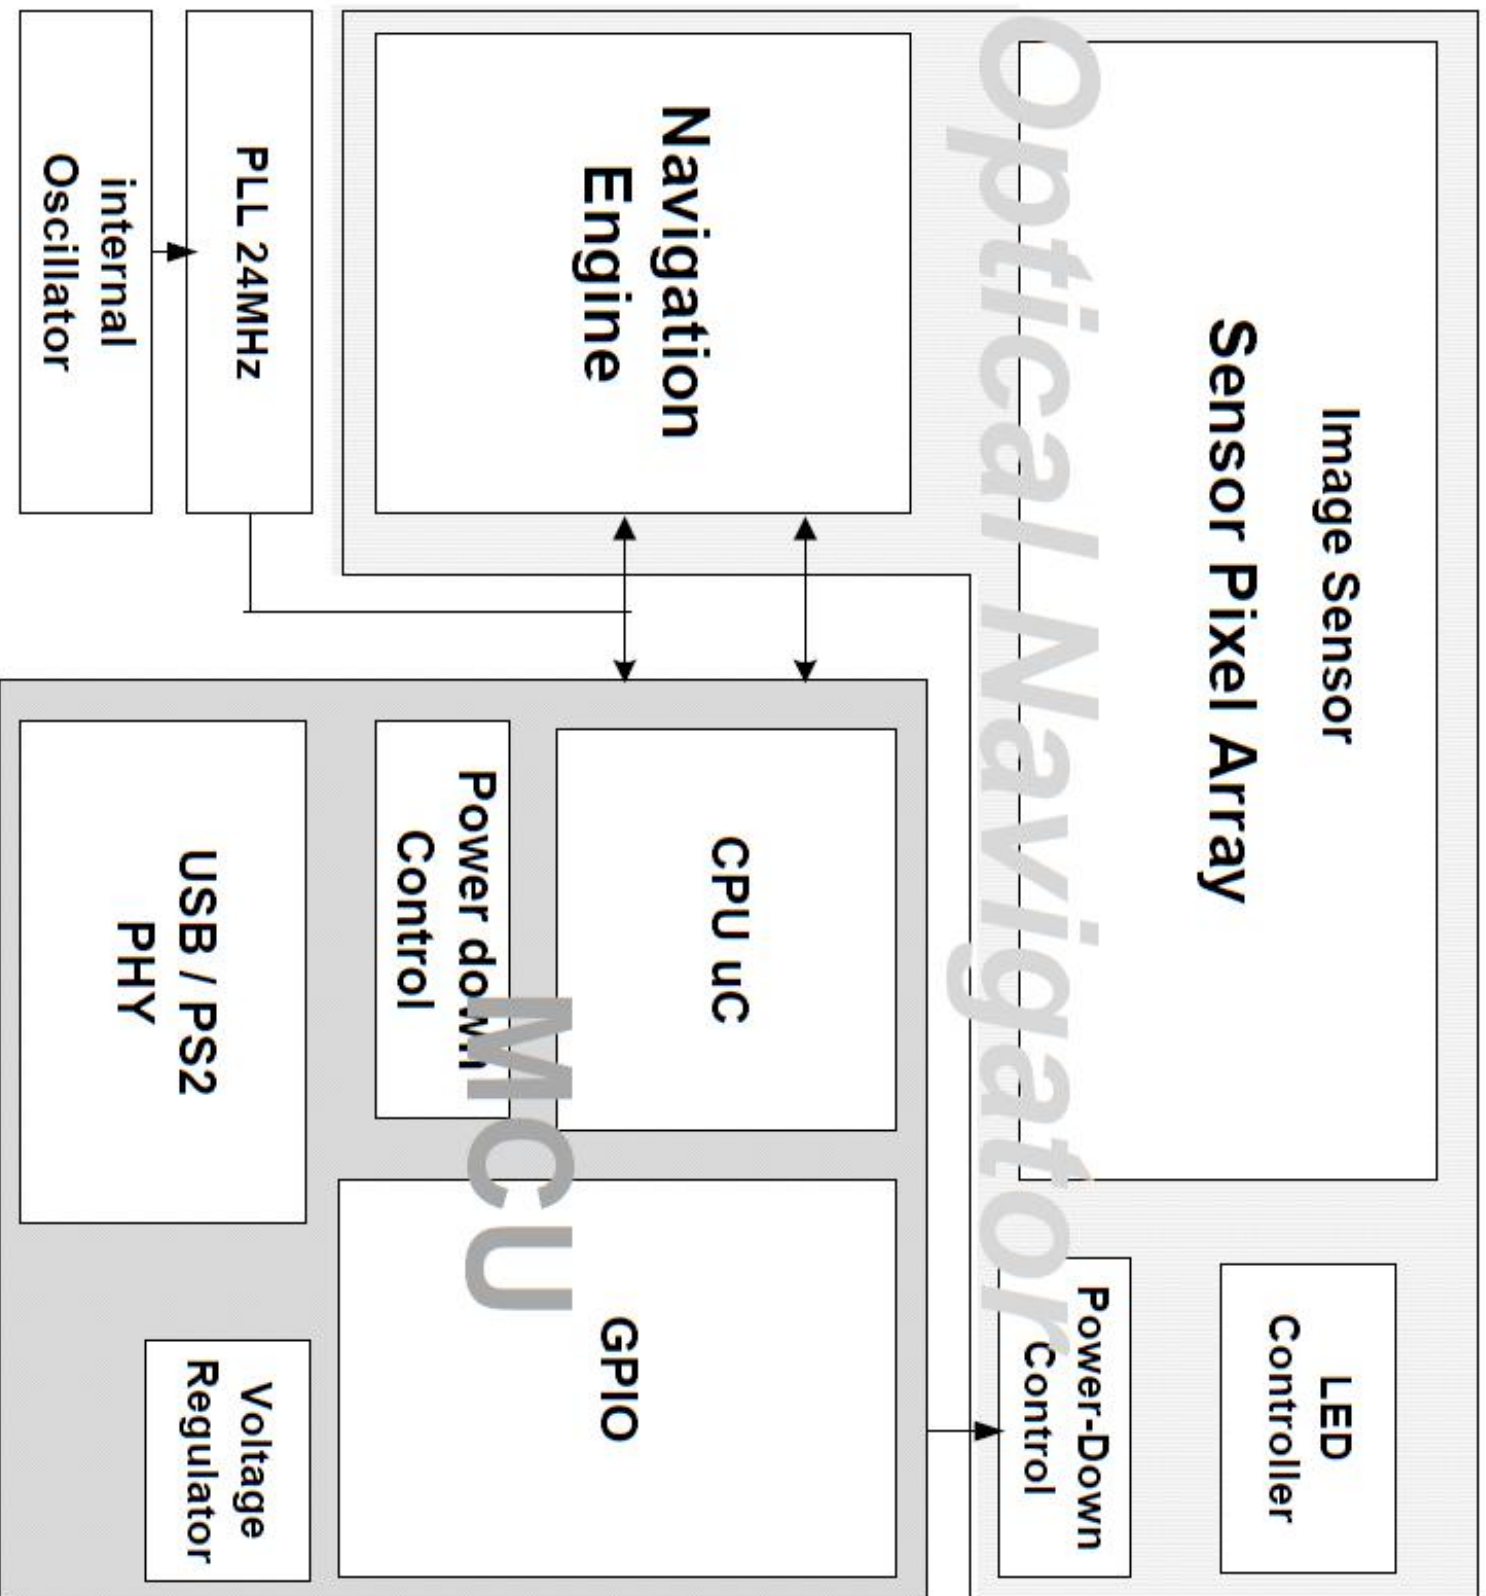 Image Sensor
Sensor Pixel Array
LED
Controller
Optical Navigator
Power-Down
Control
Navigation
Engine
CPU uC
GPIO
MCU
Power down
Control
PLL 24MHz
internal
Oscillator
USB / PS2
PHY
Voltage
Regulator